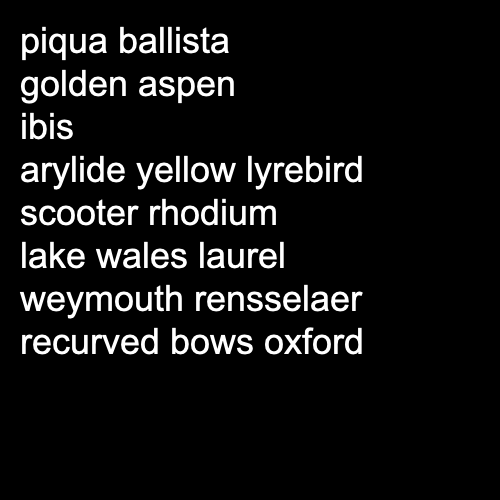 piqua ballista
golden aspen
ibis
arylide yellow lyrebird
scooter rhodium
lake wales laurel
weymouth rensselaer
recurved bows oxford